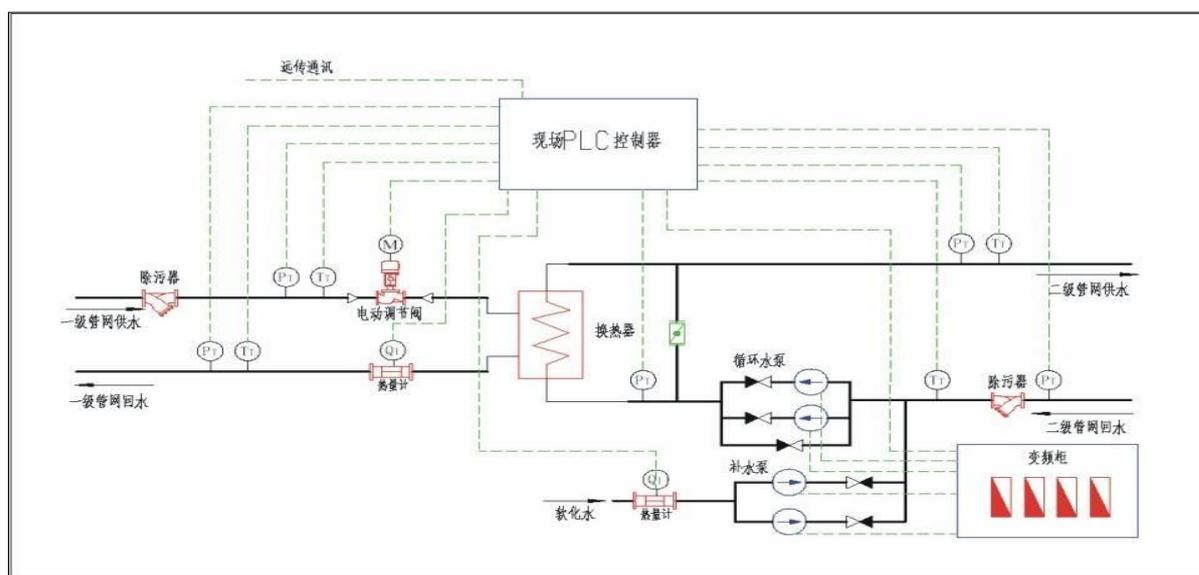 远传通讯
现场PLC控制器
PT
TT
M
PT
TT
除污器
PT
TT
一级管网供水
电动调节阀
二级管网供水
换热器
PT
TT
QI
循环水泵
一级管网回水
热量计
PT
TT
除污器
PT
二级管网回水
补水泵
变频柜
QI
软化水
热量计